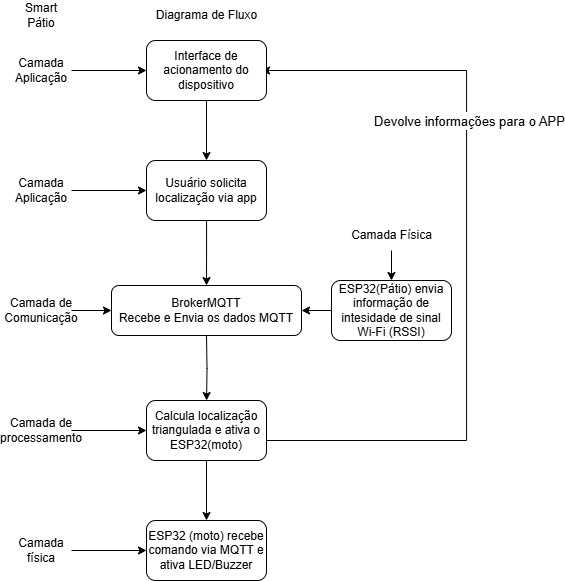 Smart
Pátio
Diagrama de Fluxo
Camada
Aplicação
Interface de
acionamento do
dispositivo
Devolve informações para o APP
Camada
Aplicação
Usuário solicita
localização via app
Camada Física
ESP32(Pátio) envia
informação de
intesidade de sinal
Wi-Fi (RSSI)
Camada de
Comunicação
BrokerMQTT
Recebe e Envia os dados MQTT
Camada de
processamento
Calcula localização
triangulada e ativa o
ESP32(moto)
Camada
física
ESP32 (moto) recebe
comando via MQTT e
ativa LED/Buzzer